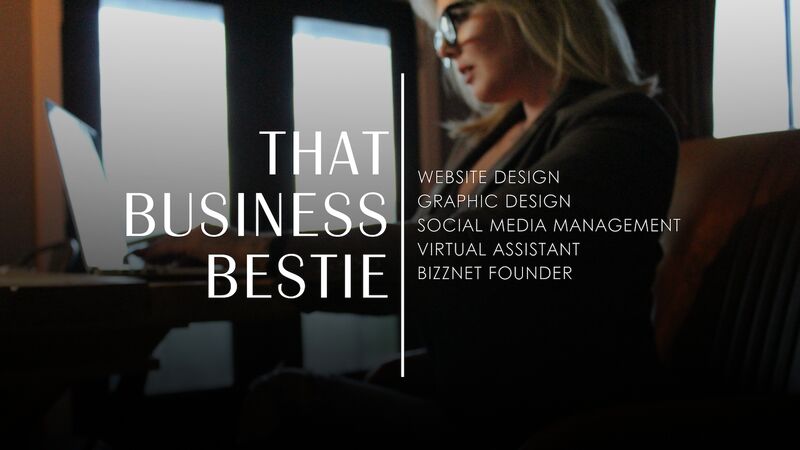 THAT
BUSINESS
BESTIE
WEBSITE DESIGN
GRAPHIC DESIGN
SOCIAL MEDIA MANAGEMENT
VIRTUAL ASSISTANT
BIZZNET FOUNDER